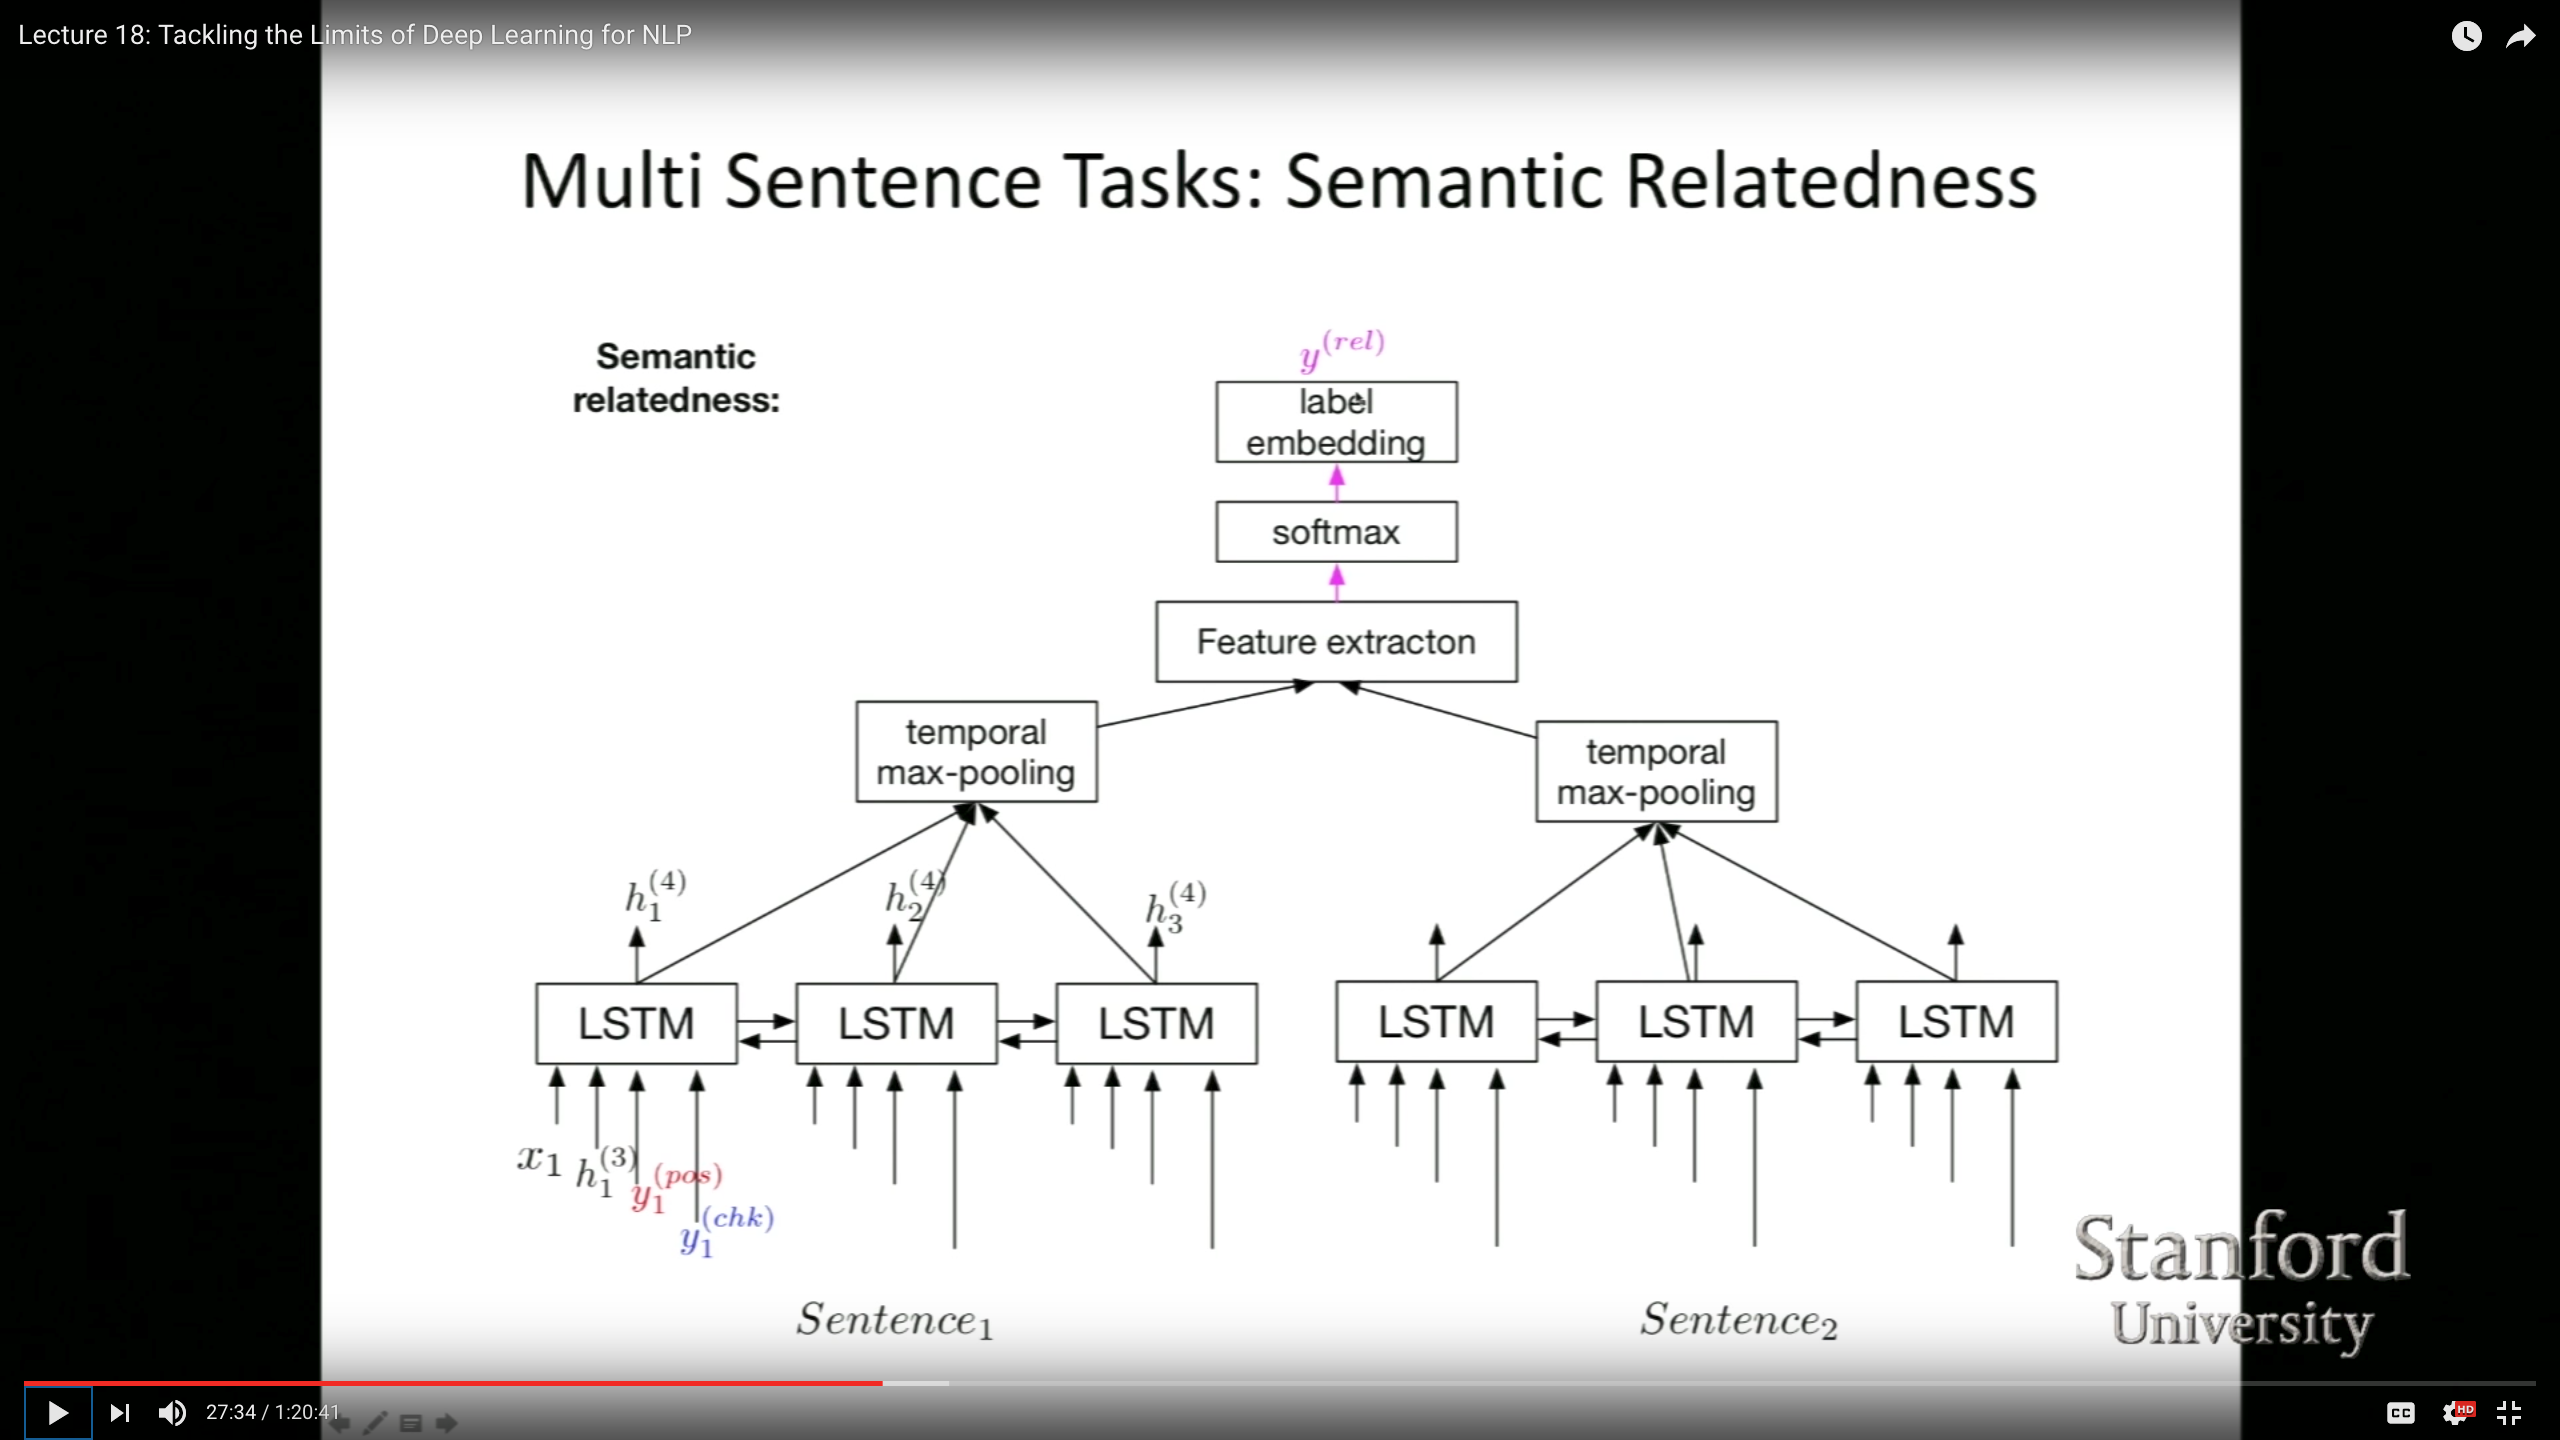 Lecture 18: Tackling the Limits of Deep Learning for NLP
Multi Sentence Tasks: Semantic Relatedness
Semantic
relatedness:
y^(rel)
label
embedding
softmax
Feature extracton
temporal
max-pooling
temporal
max-pooling
h_1^(4)
h_2^(4)
h_3^(4)
LSTM
LSTM
LSTM
LSTM
LSTM
LSTM
x_1
h_1^(3)
y_1^(pos)
y_1^(chk)
Sentence_1
Sentence_2
Stanford
University
27:34 / 1:20:41
CC
HD